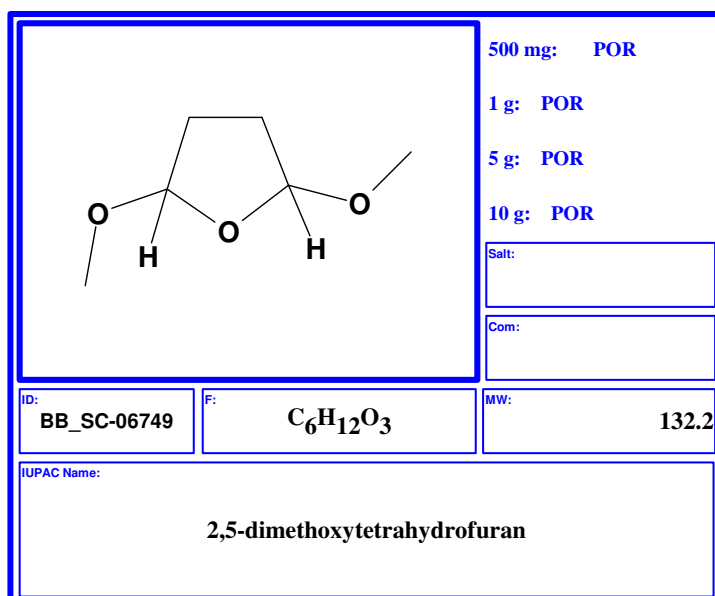 500 mg: POR
1 g: POR
5 g: POR
10 g: POR
O
O
O
H
H
Salt:
Com:
ID:
BB_SC-06749
F:
C6H12O3
MW:
132.2
IUPAC Name:
2,5-dimethoxytetrahydrofuran